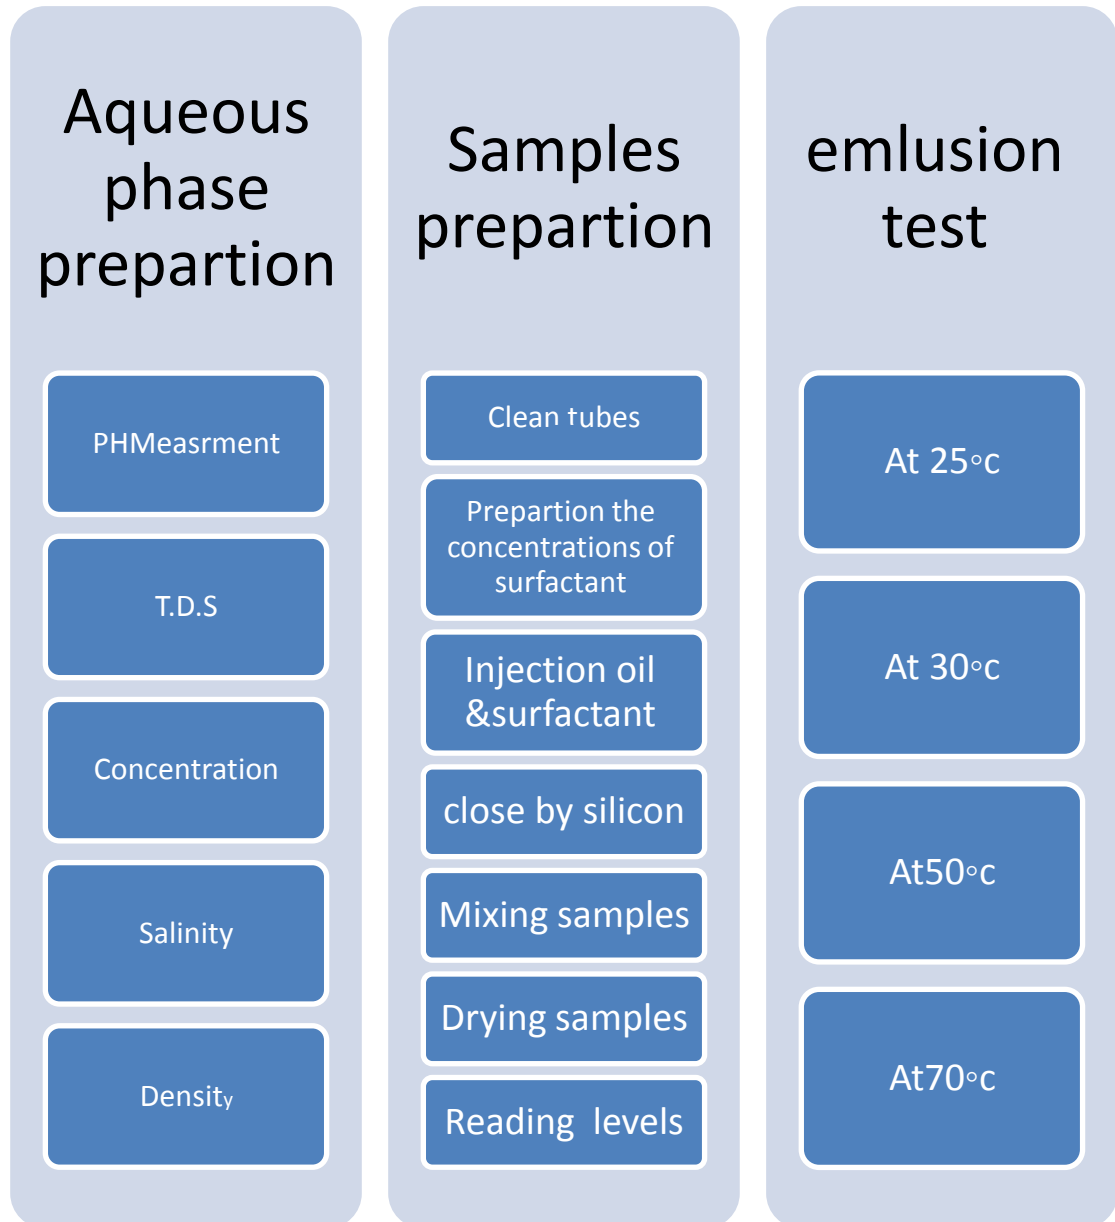 Aqueous
phase
prepartion
PHMeasrment
T.D.S
Concentration
Salinity
Density
Samples
prepartion
Clean tubes
Prepartion the
concentrations of
surfactant
Injection oil
&surfactant
close by silicon
Mixing samples
Drying samples
Reading levels
emlusion
test
At 25°c
At 30°c
At50°c
At70°c